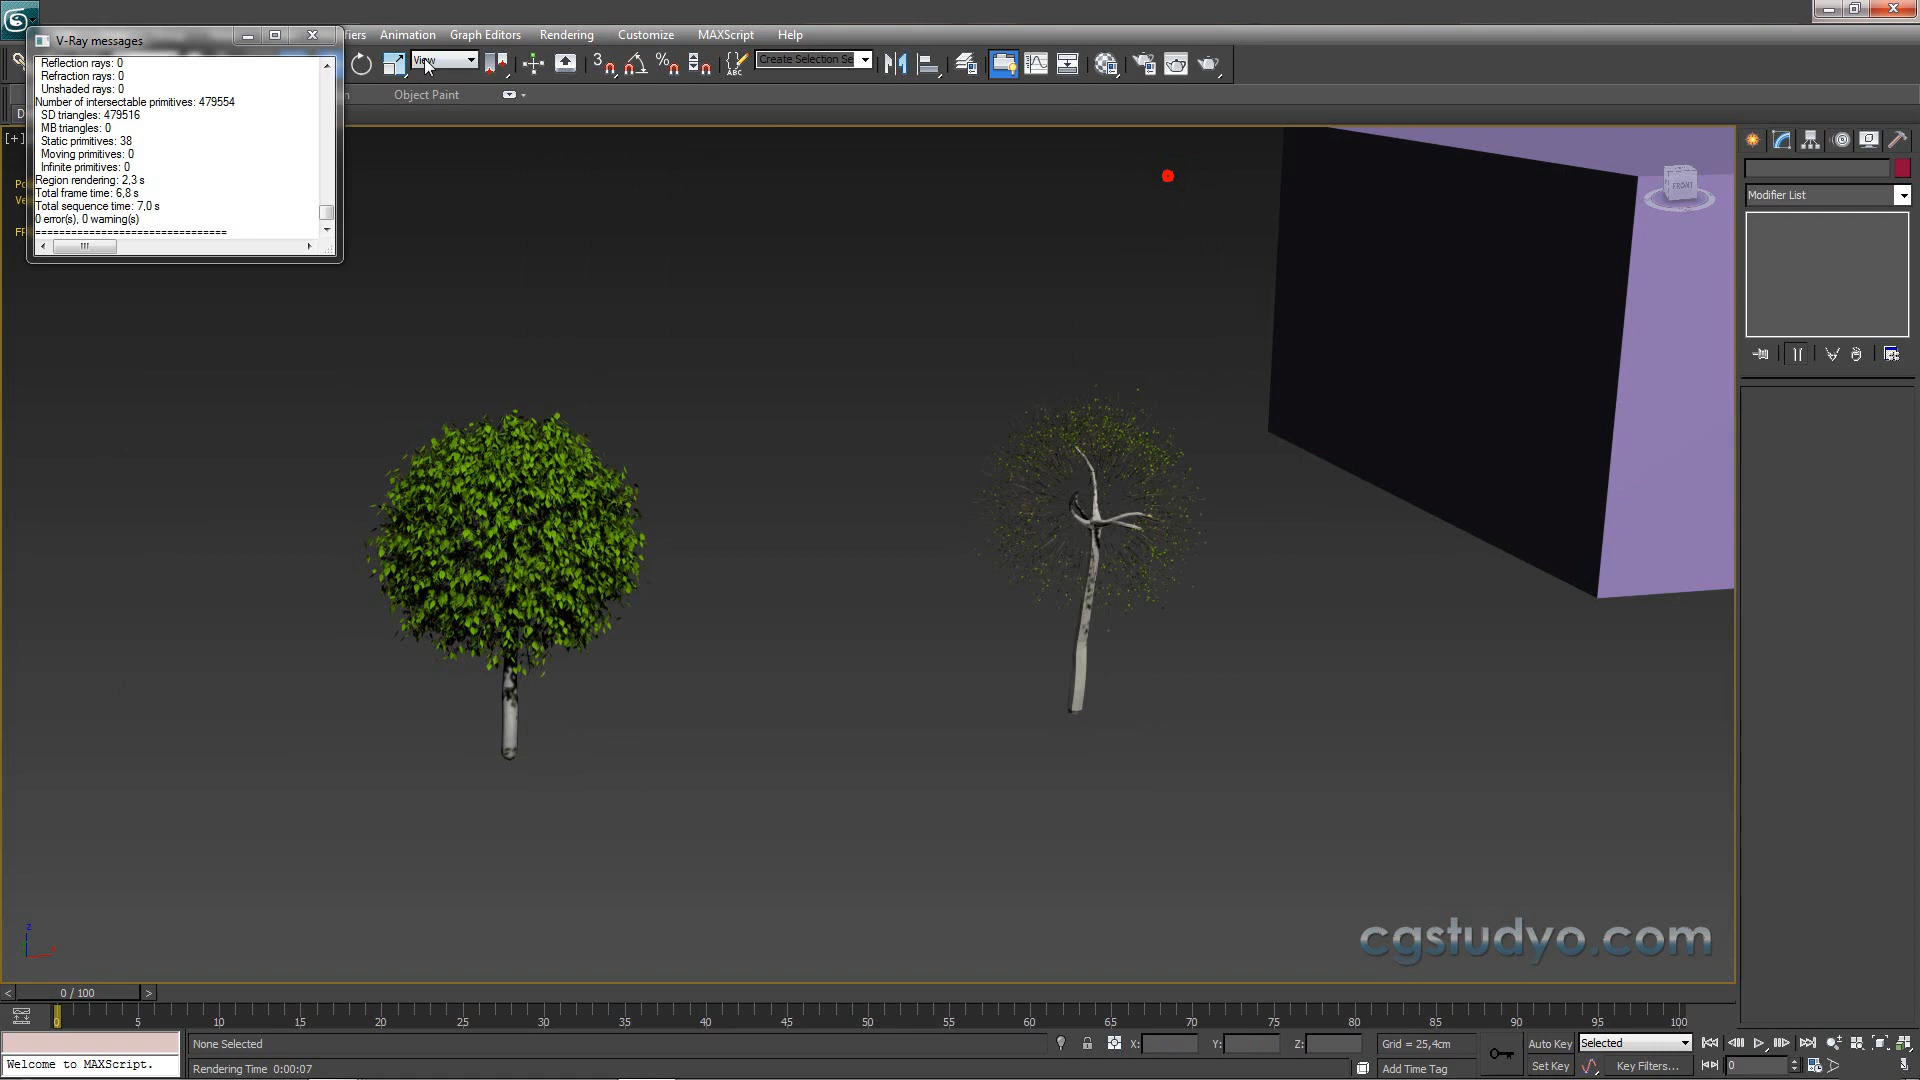 V-Ray messages
Reflection rays: 0
Refraction rays: 0
Unshaded rays: 0
Number of intersectable primitives: 479554
SD triangles: 479516
MB triangles: 0
Static primitives: 38
Moving primitives: 0
Infinite primitives: 0
Region rendering: 2,3 s
Total frame time: 6,8 s
Total sequence time: 7,0 s
0 error(s), 0 warning(s)
================================
Animation
Graph Editors
Rendering
Customize
MAXScript
Help
Create Selection Se
Object Paint
[+]
FRONT
Modifier List
cgstudyo.com
z
x
< 0 / 100 >
0 5 10 15 20 25 30 35 40 45 50 55 60 65 70 75 80 85 90 95 100
None Selected
X:
Y:
Z:
Grid = 25,4cm
Auto Key
Selected
Welcome to MAXScript.
Rendering Time 0:00:07
Add Time Tag
Set Key
Key Filters...
0